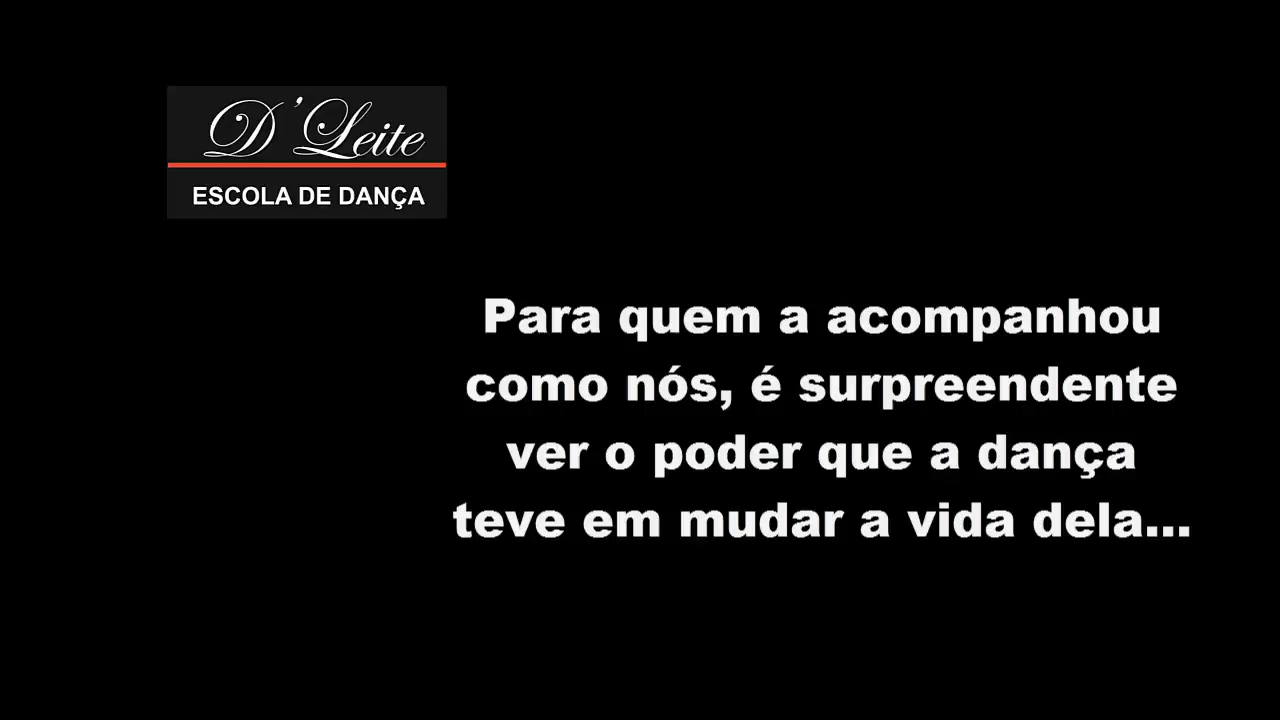 D'Leite
ESCOLA DE DANÇA
Para quem a acompanhou
como nós, é surpreendente
ver o poder que a dança
teve em mudar a vida dela...